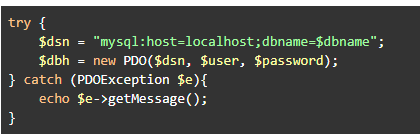 try {
    $dsn = "mysql:host=localhost;dbname=$dbname";
    $dbh = new PDO($dsn, $user, $password);
} catch (PDOException $e){
    echo $e->getMessage();
}